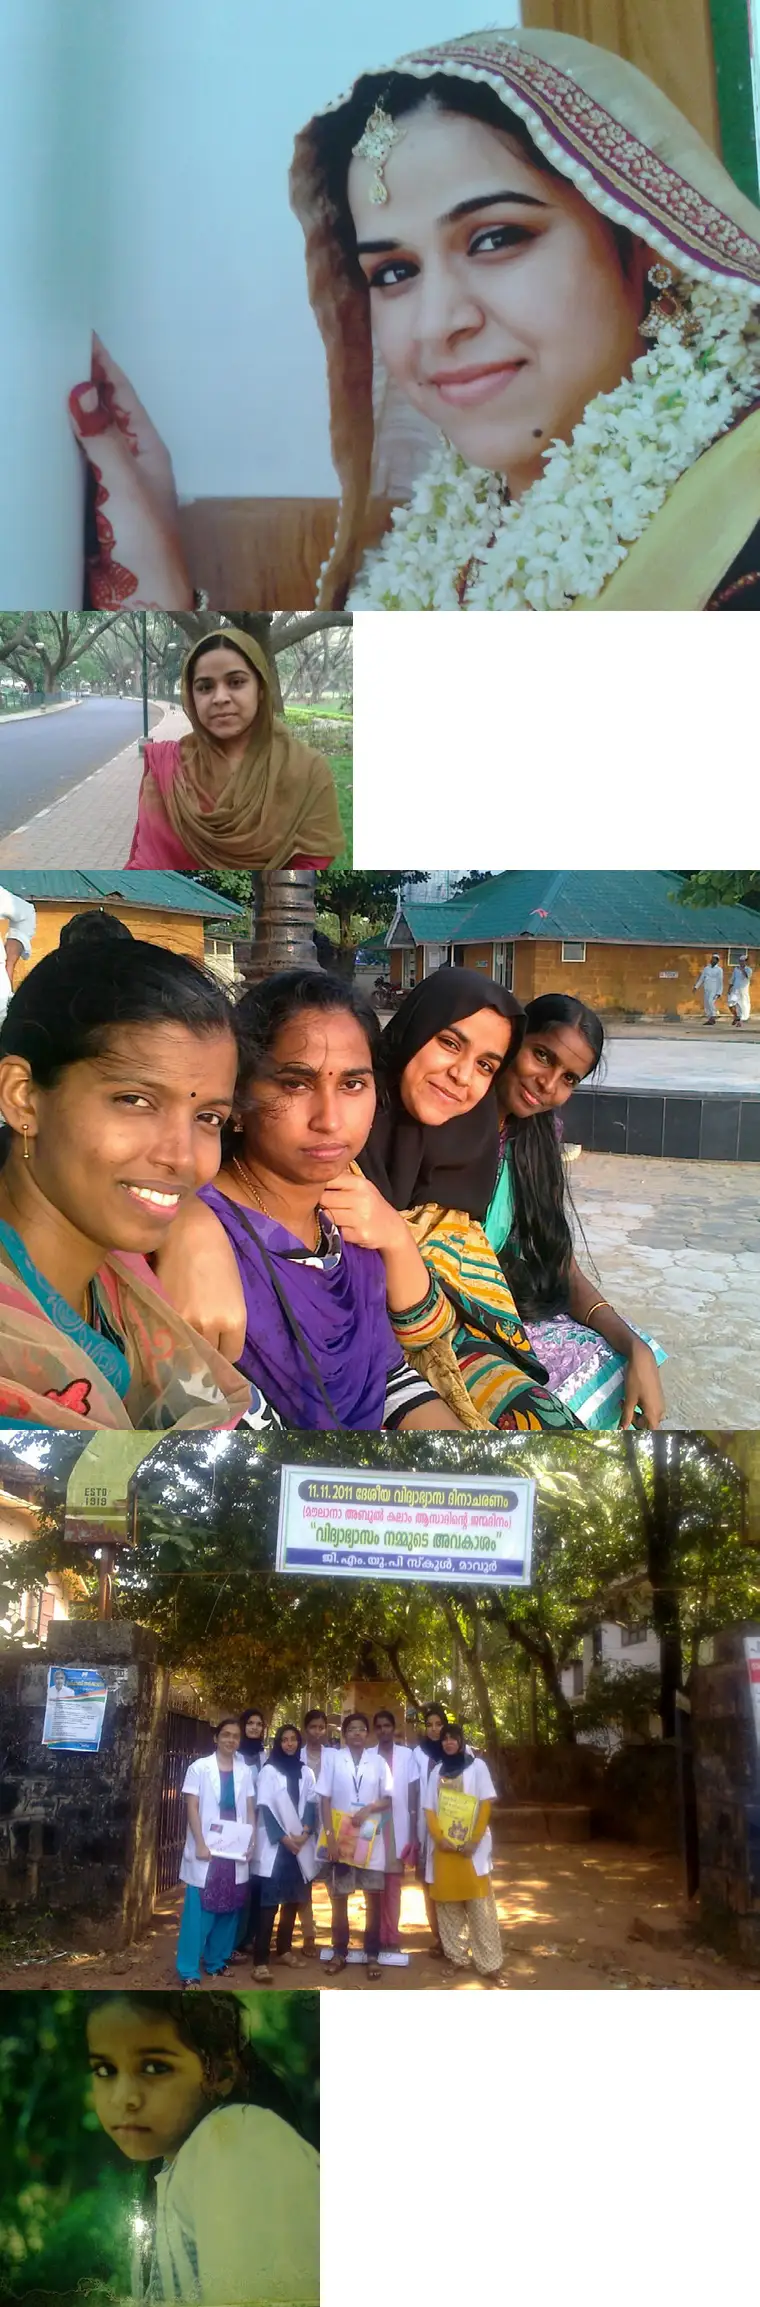 ESTD:
1919
11.11.2011 ദേശീയ വിദ്യാഭ്യാസ ദിനാചരണം
(മൗലാനാ അബുൽ കലാം ആസാദിന്റെ ജന്മദിനം)
"വിദ്യാഭ്യാസം നമ്മുടെ അവകാശം"
ജി.എം.യു.പി സ്കൂൾ, മാവൂർ